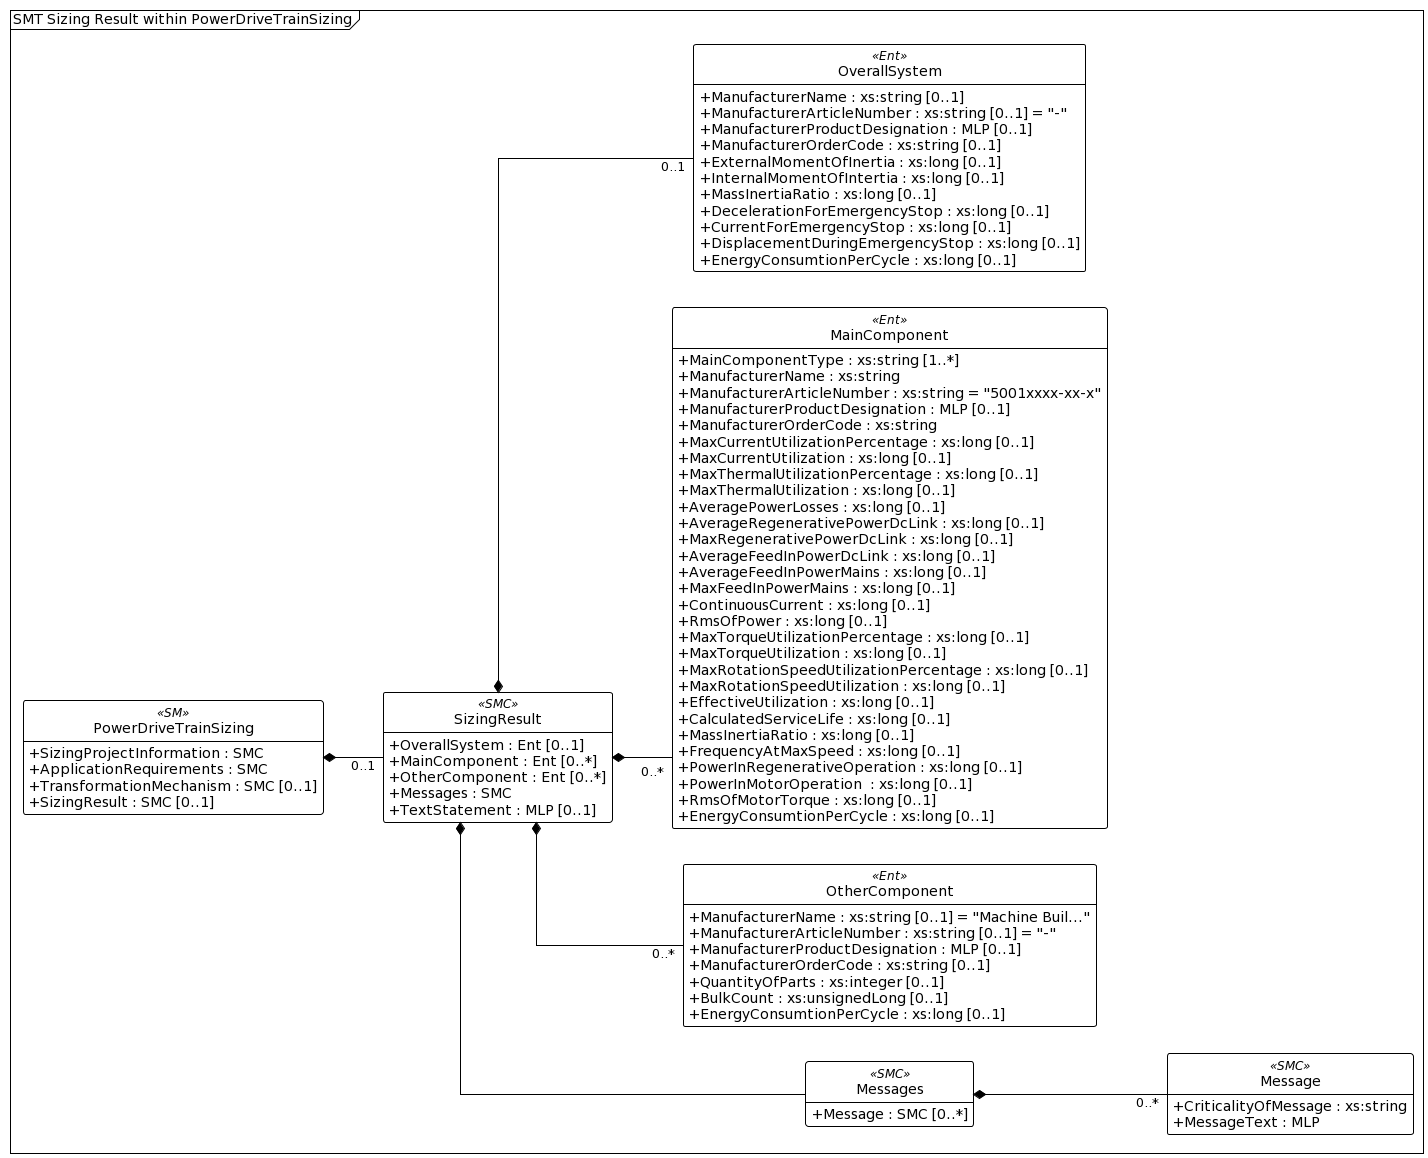 SMT Sizing Result within PowerDriveTrainSizing
«Ent»
OverallSystem
+ManufacturerName : xs:string [0..1]
+ManufacturerArticleNumber : xs:string [0..1] = "-"
+ManufacturerProductDesignation : MLP [0..1]
+ManufacturerOrderCode : xs:string [0..1]
+ExternalMomentOfInertia : xs:long [0..1]
+InternalMomentOfIntertia : xs:long [0..1]
+MassInertiaRatio : xs:long [0..1]
+DecelerationForEmergencyStop : xs:long [0..1]
+CurrentForEmergencyStop : xs:long [0..1]
+DisplacementDuringEmergencyStop : xs:long [0..1]
+EnergyConsumtionPerCycle : xs:long [0..1]
0..1
«Ent»
MainComponent
+MainComponentType : xs:string [1..*]
+ManufacturerName : xs:string
+ManufacturerArticleNumber : xs:string = "5001xxxx-xx-x"
+ManufacturerProductDesignation : MLP [0..1]
+ManufacturerOrderCode : xs:string
+MaxCurrentUtilizationPercentage : xs:long [0..1]
+MaxCurrentUtilization : xs:long [0..1]
+MaxThermalUtilizationPercentage : xs:long [0..1]
+MaxThermalUtilization : xs:long [0..1]
+AveragePowerLosses : xs:long [0..1]
+AverageRegenerativePowerDcLink : xs:long [0..1]
+MaxRegenerativePowerDcLink : xs:long [0..1]
+AverageFeedInPowerDcLink : xs:long [0..1]
+AverageFeedInPowerMains : xs:long [0..1]
+MaxFeedInPowerMains : xs:long [0..1]
+ContinuousCurrent : xs:long [0..1]
+RmsOfPower : xs:long [0..1]
+MaxTorqueUtilizationPercentage : xs:long [0..1]
+MaxTorqueUtilization : xs:long [0..1]
+MaxRotationSpeedUtilizationPercentage : xs:long [0..1]
+MaxRotationSpeedUtilization : xs:long [0..1]
+EffectiveUtilization : xs:long [0..1]
+CalculatedServiceLife : xs:long [0..1]
+MassInertiaRatio : xs:long [0..1]
+FrequencyAtMaxSpeed : xs:long [0..1]
+PowerInRegenerativeOperation : xs:long [0..1]
+PowerInMotorOperation  : xs:long [0..1]
+RmsOfMotorTorque : xs:long [0..1]
+EnergyConsumtionPerCycle : xs:long [0..1]
«SM»
PowerDriveTrainSizing
+SizingProjectInformation : SMC
+ApplicationRequirements : SMC
+TransformationMechanism : SMC [0..1]
+SizingResult : SMC [0..1]
0..1
«SMC»
SizingResult
+OverallSystem : Ent [0..1]
+MainComponent : Ent [0..*]
+OtherComponent : Ent [0..*]
+Messages : SMC
+TextStatement : MLP [0..1]
0..*
«Ent»
OtherComponent
+ManufacturerName : xs:string [0..1] = "Machine Buil..."
+ManufacturerArticleNumber : xs:string [0..1] = "-"
+ManufacturerProductDesignation : MLP [0..1]
+ManufacturerOrderCode : xs:string [0..1]
+QuantityOfParts : xs:integer [0..1]
+BulkCount : xs:unsignedLong [0..1]
+EnergyConsumtionPerCycle : xs:long [0..1]
0..*
«SMC»
Messages
+Message : SMC [0..*]
0..*
«SMC»
Message
+CriticalityOfMessage : xs:string
+MessageText : MLP